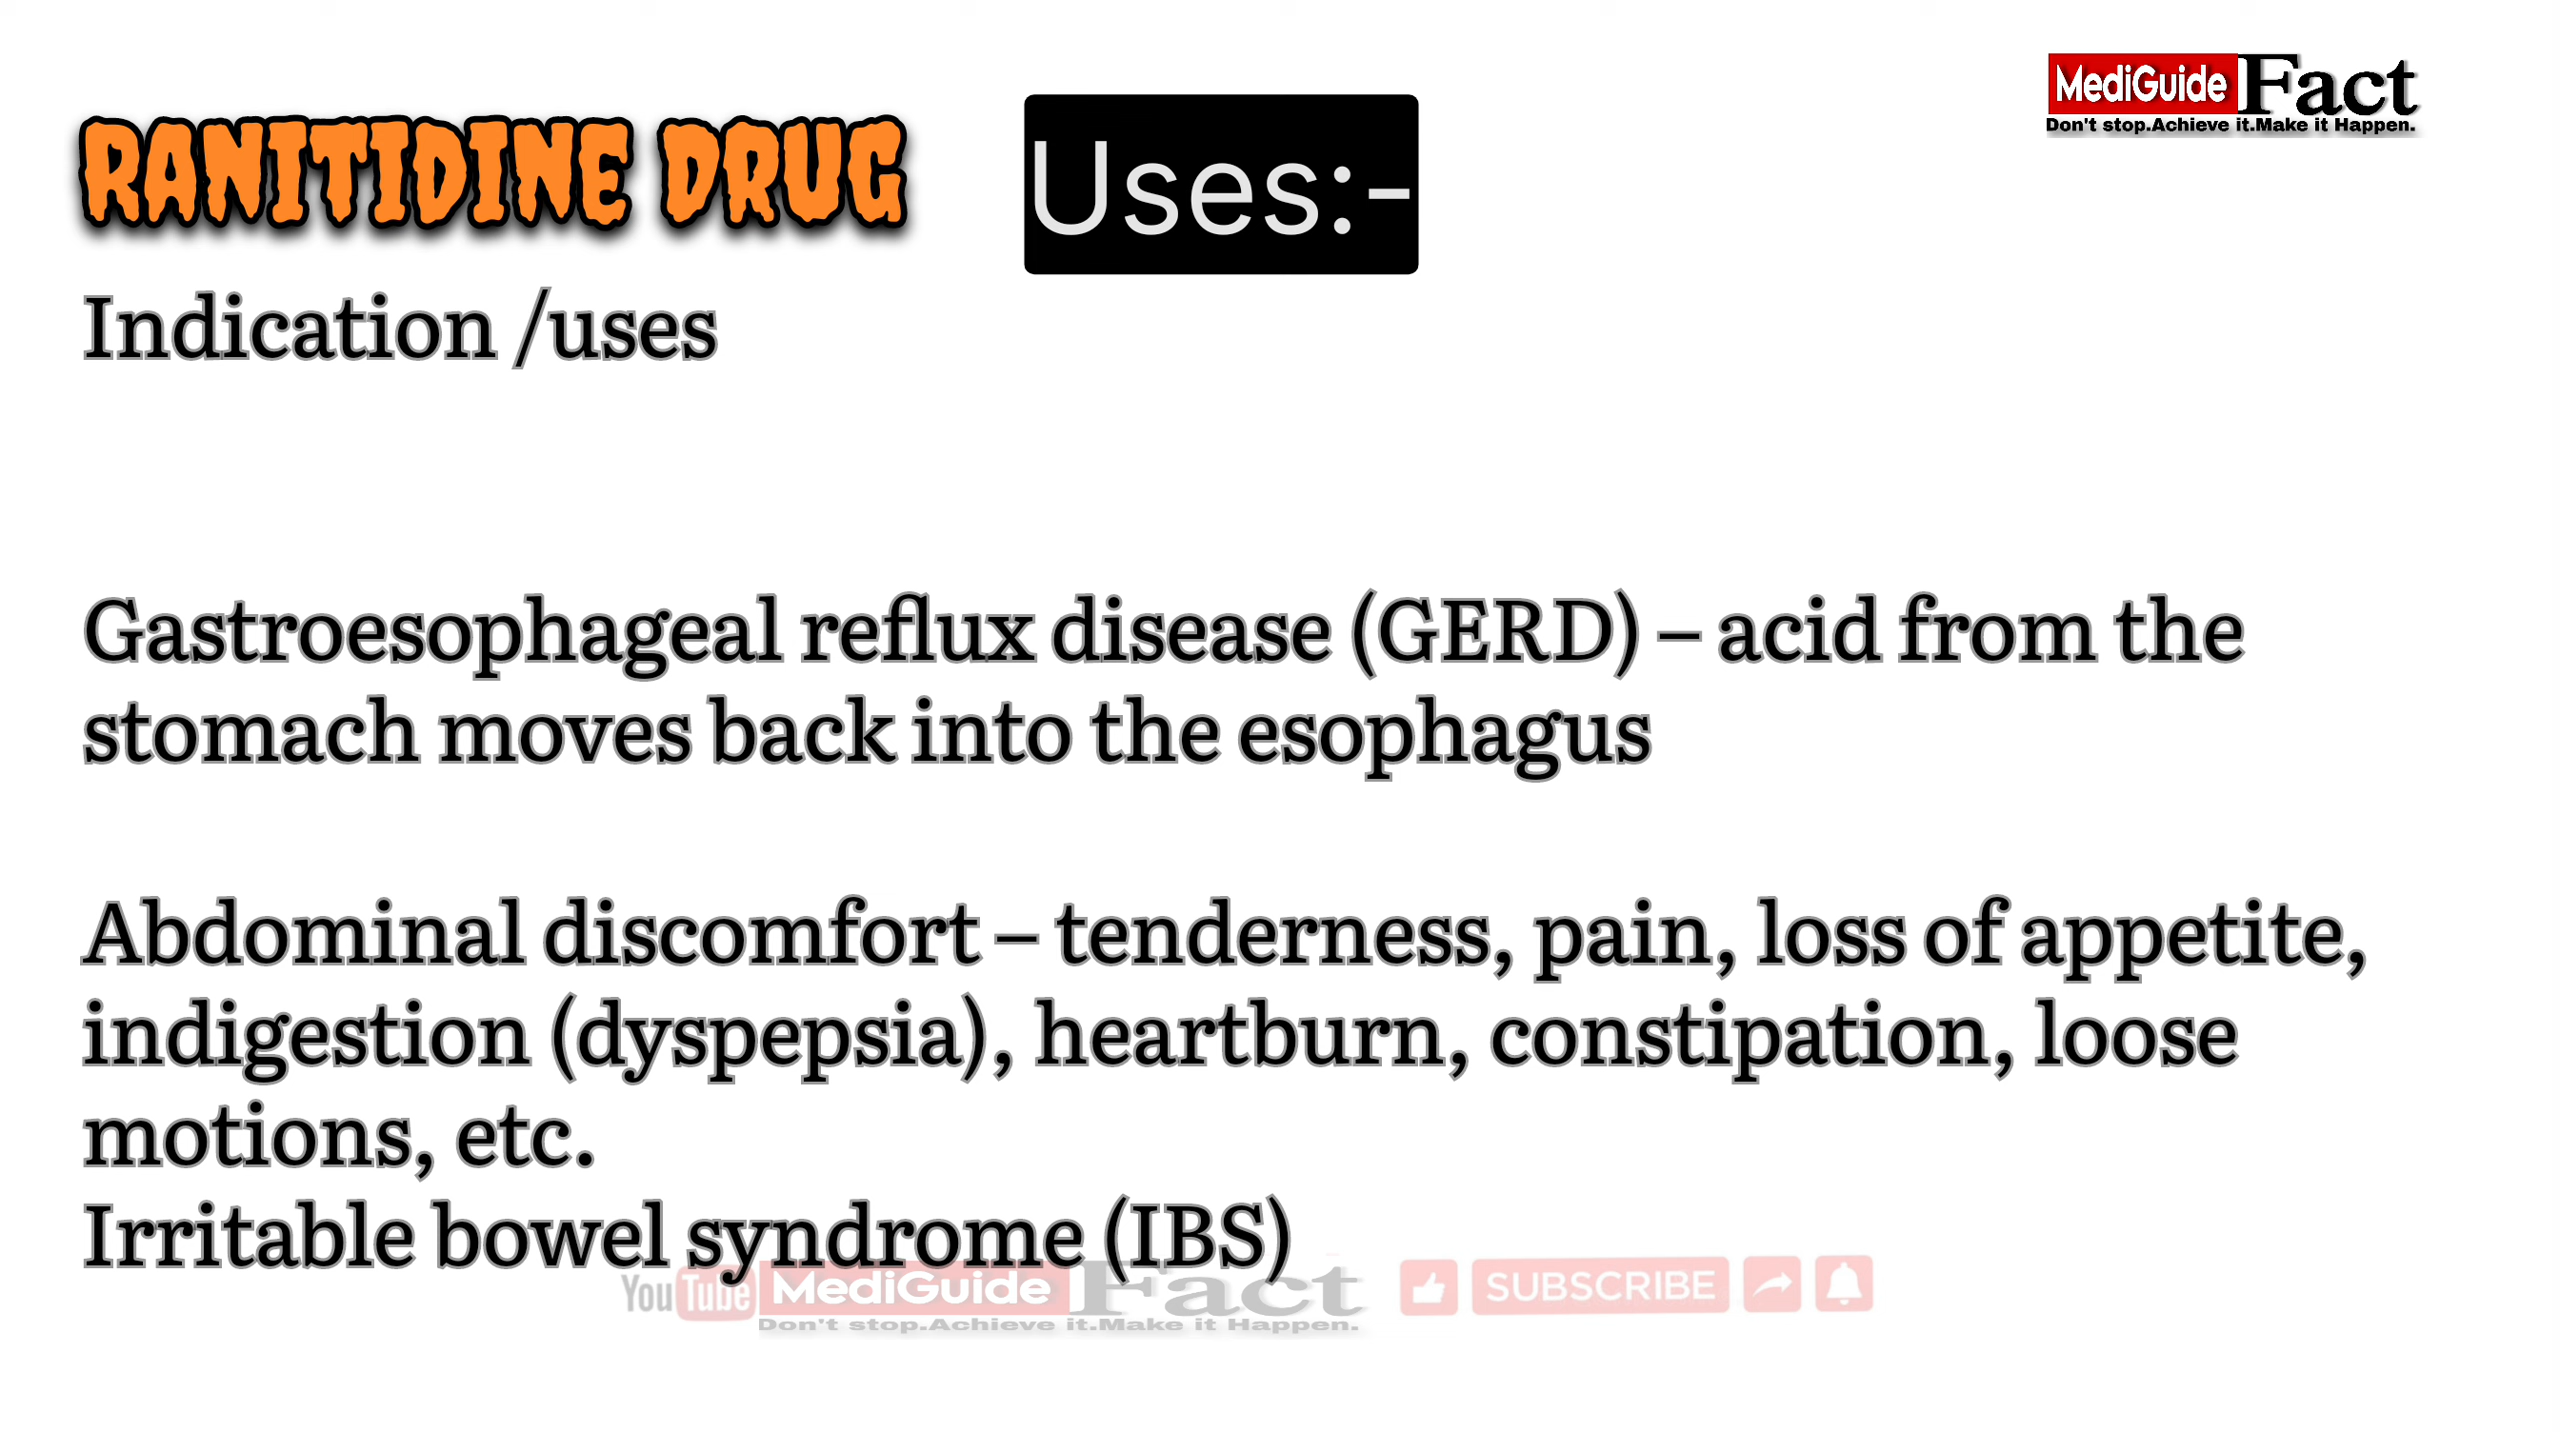 RANITIDINE DRUG
Uses:-
MediGuide Fact
Don't stop.Achieve it.Make it Happen.
Indication /uses
Gastroesophageal reflux disease (GERD) – acid from the
stomach moves back into the esophagus
Abdominal discomfort – tenderness, pain, loss of appetite,
indigestion (dyspepsia), heartburn, constipation, loose
motions, etc.
Irritable bowel syndrome (IBS)
YouTube MediGuide Fact SUBSCRIBE
Don't stop.Achieve it.Make it Happen.